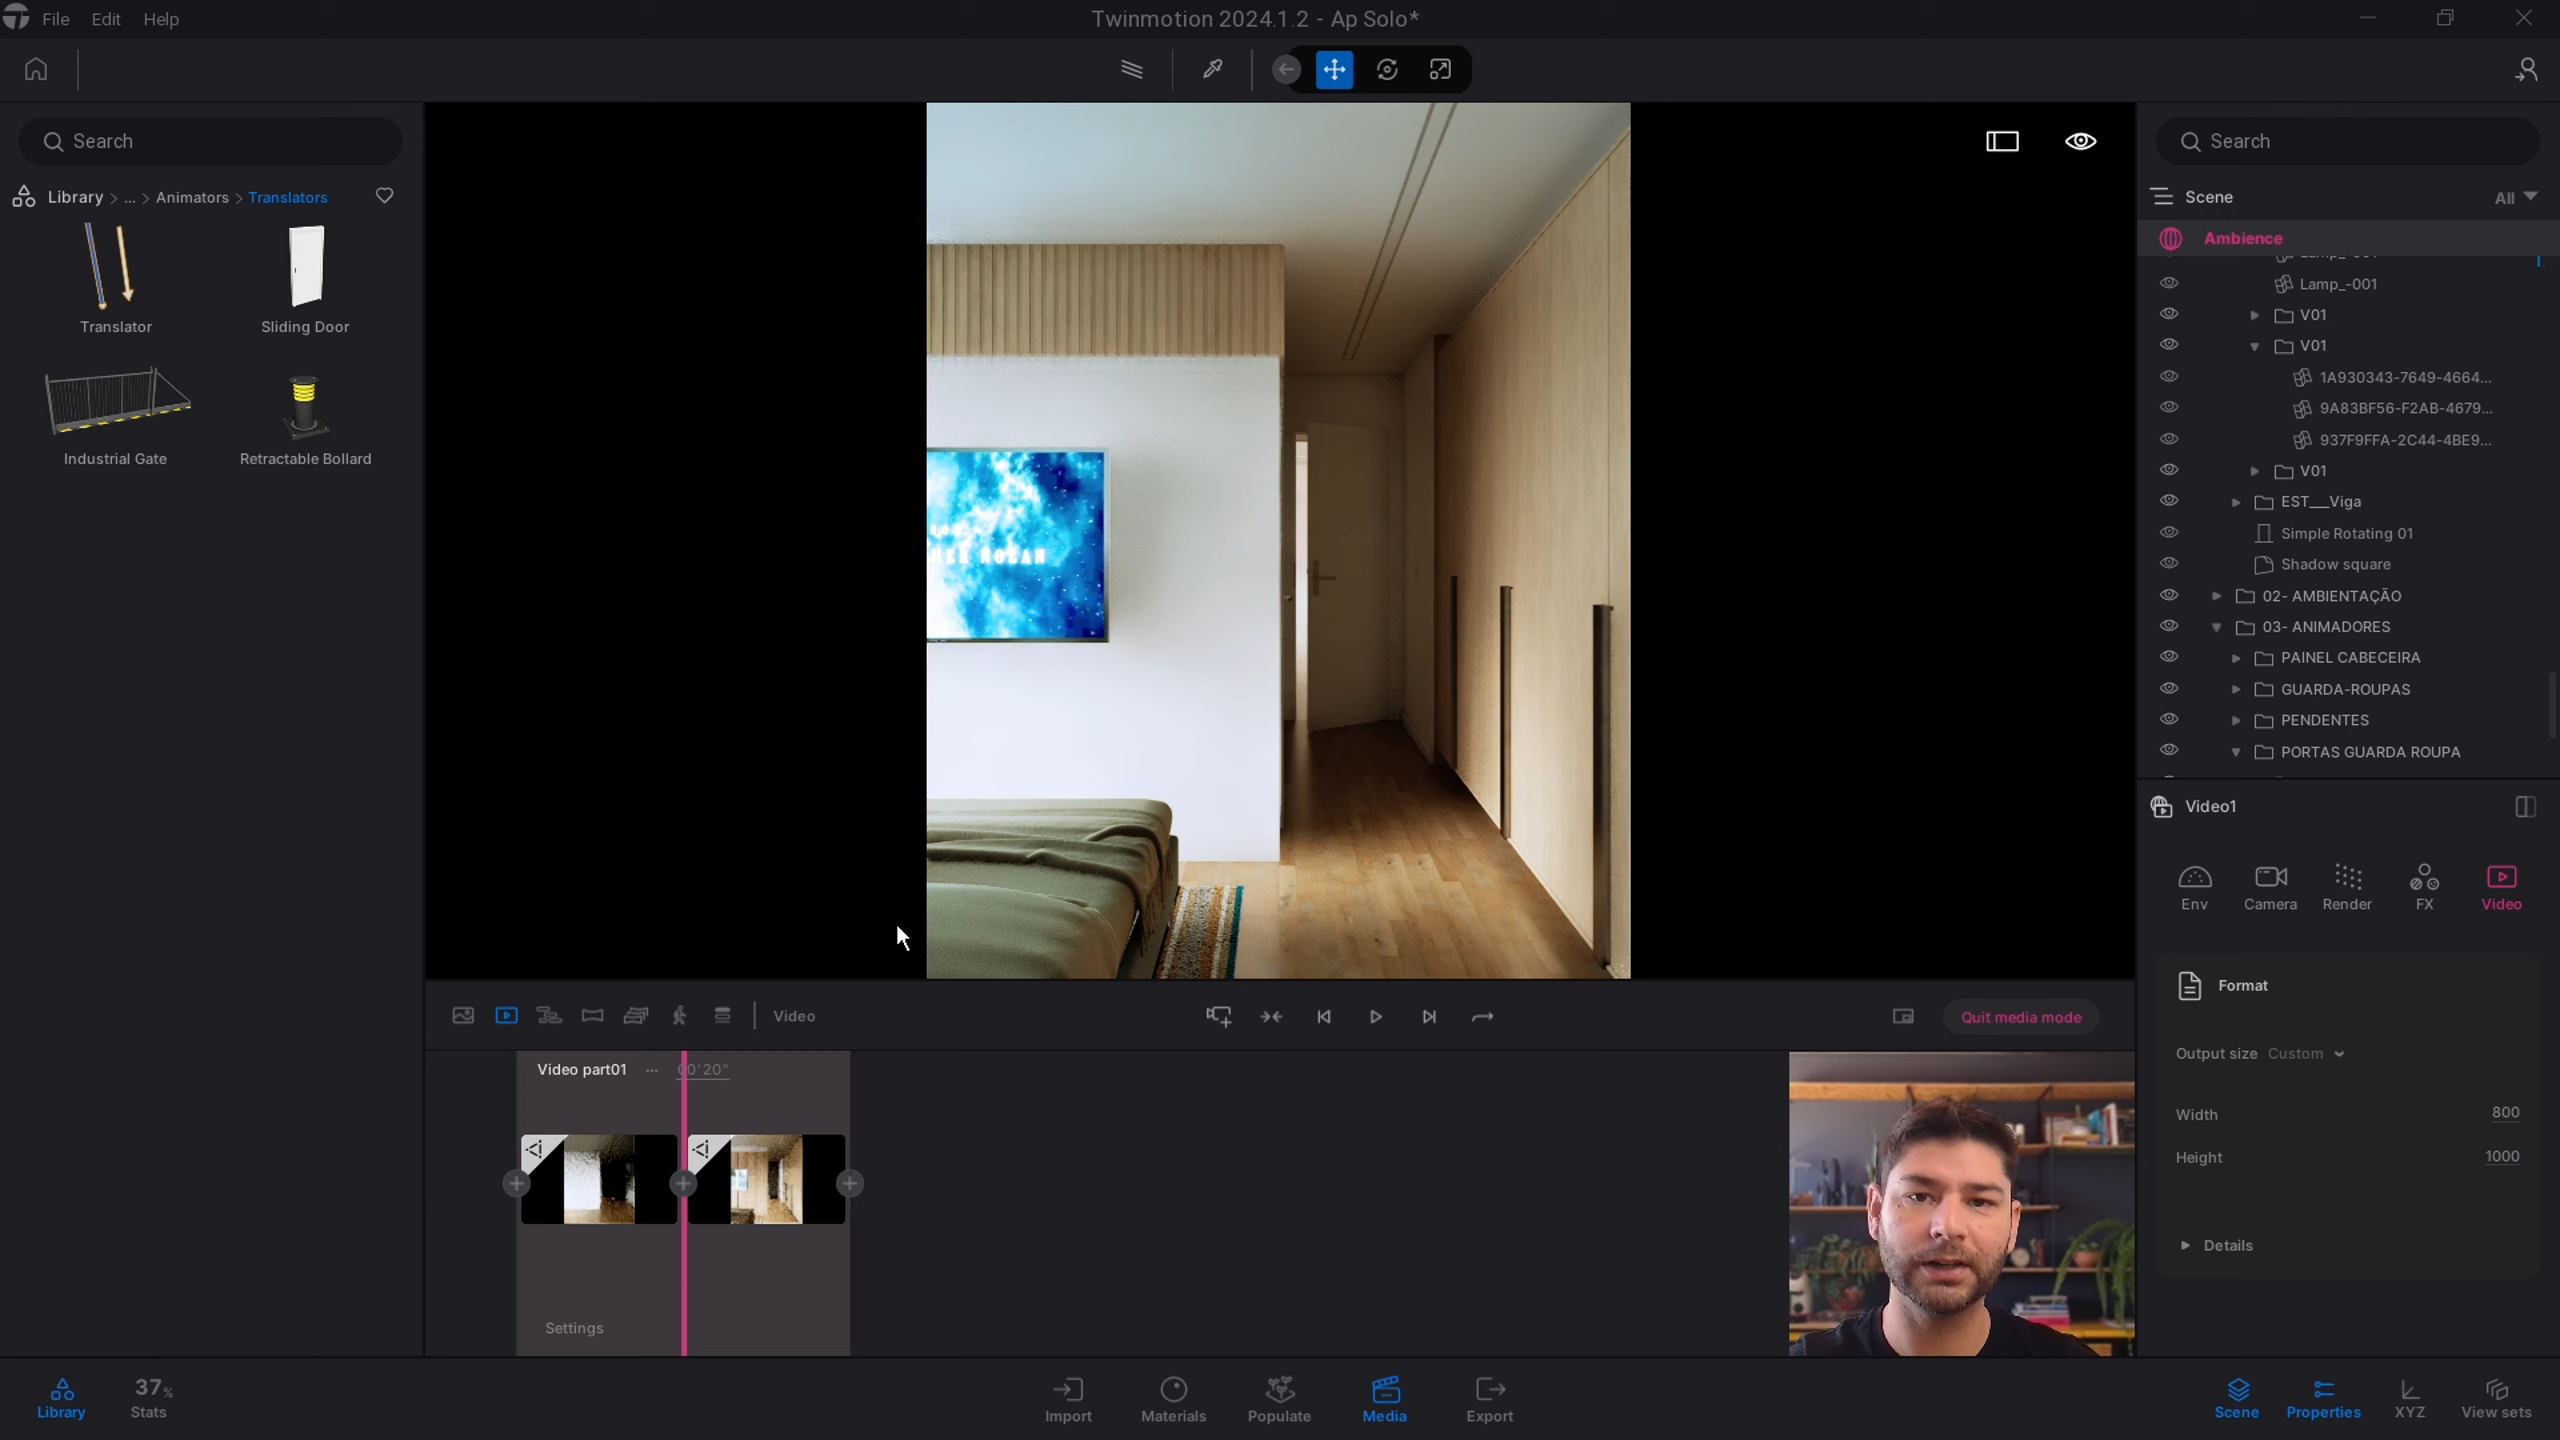 File Edit Help
Twinmotion 2024.1.2 - Ap Solo*
Search
Library > ... > Animators > Translators
Translator
Sliding Door
Industrial Gate
Retractable Bollard
Search
Scene
All
Ambience
Lamp_-001
V01
V01
1A930343-7649-4664...
9A83BF56-F2AB-4679...
937F9FFA-2C44-4BE9...
V01
EST__Viga
Simple Rotating 01
Shadow square
02- AMBIENTAÇÃO
03- ANIMADORES
PAINEL CABECEIRA
GUARDA-ROUPAS
PENDENTES
PORTAS GUARDA ROUPA
NOLAN
Video1
Env
Camera
Render
FX
Video
Format
Output size Custom
Width 800
Height 1000
Details
Video
Quit media mode
Video part01 ... 00'20"
Settings
Library
37%
Stats
Import
Materials
Populate
Media
Export
Scene
Properties
XYZ
View sets